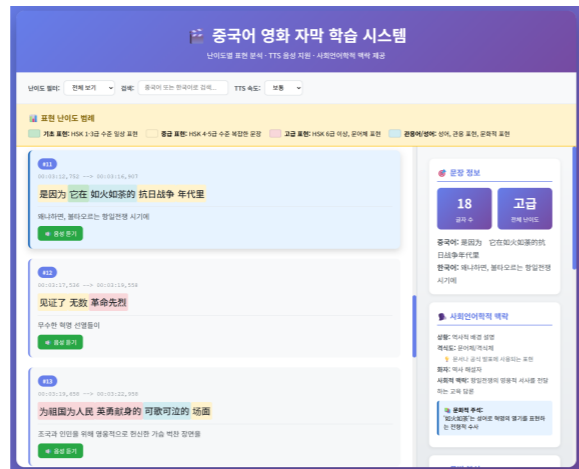 중국어 영화 자막 학습 시스템
난이도별 표현 분석 · TTS 음성 지원 · 사회언어학적 맥락 제공
난이도 필터: 전체 보기 검색: 중국어 또는 한국어로 검색... TTS 속도: 보통
표현 난이도 범례
기초 표현: HSK 1-3급 수준 일상 표현 중급 표현: HSK 4-5급 수준 복잡한 문장 고급 표현: HSK 6급 이상, 문어체 표현 관용어/성어: 성어, 관용 표현, 문화적 표현
#11
00:03:12,752 --> 00:03:16,907
是因为 它在 如火如荼的 抗日战争 年代里
왜냐하면, 불타오르는 항일전쟁 시기에
음성 듣기
#12
00:03:17,520 --> 00:03:19,558
见证了 无数 革命先烈
무수한 혁명 선열들이
음성 듣기
#13
为祖国为人民 英勇献身的 可歌可泣的 场面
조국과 인민을 위해 영웅적으로 헌신한 가슴 벅찬 장면을
음성 듣기
문장 정보
18
글자 수
고급
전체 난이도
중국어: 是因为 它在如火如荼的抗
日战争年代里
한국어: 왜냐하면, 불타오르는 항일전쟁
시기에
사회언어학적 맥락
상황: 역사적 배경 설명
격식도: 문어체/격식체
문서나 공식 발표에 사용되는 표현
화자: 역사 해설자
사회적 맥락: 항일전쟁의 영웅적 서사를 전달
하는 교육 담론
문화적 주석:
'如火如荼'는 성어로 혁명의 열기를 표현하
는 전형적 수사